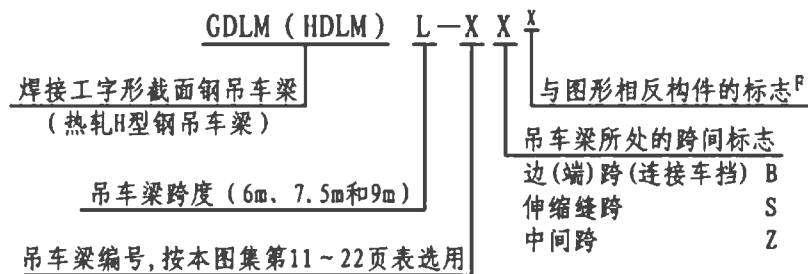 GDLM(HDLM) L-X X X
焊接工字形截面钢吊车梁
(热轧H型钢吊车梁)
与图形相反构件的标志F
吊车梁所处的跨间标志
边(端)跨(连接车挡) B
伸缩缝跨 S
中间跨 Z
吊车梁跨度(6m、7.5m和9m)
吊车梁编号,按本图集第11~22页表选用